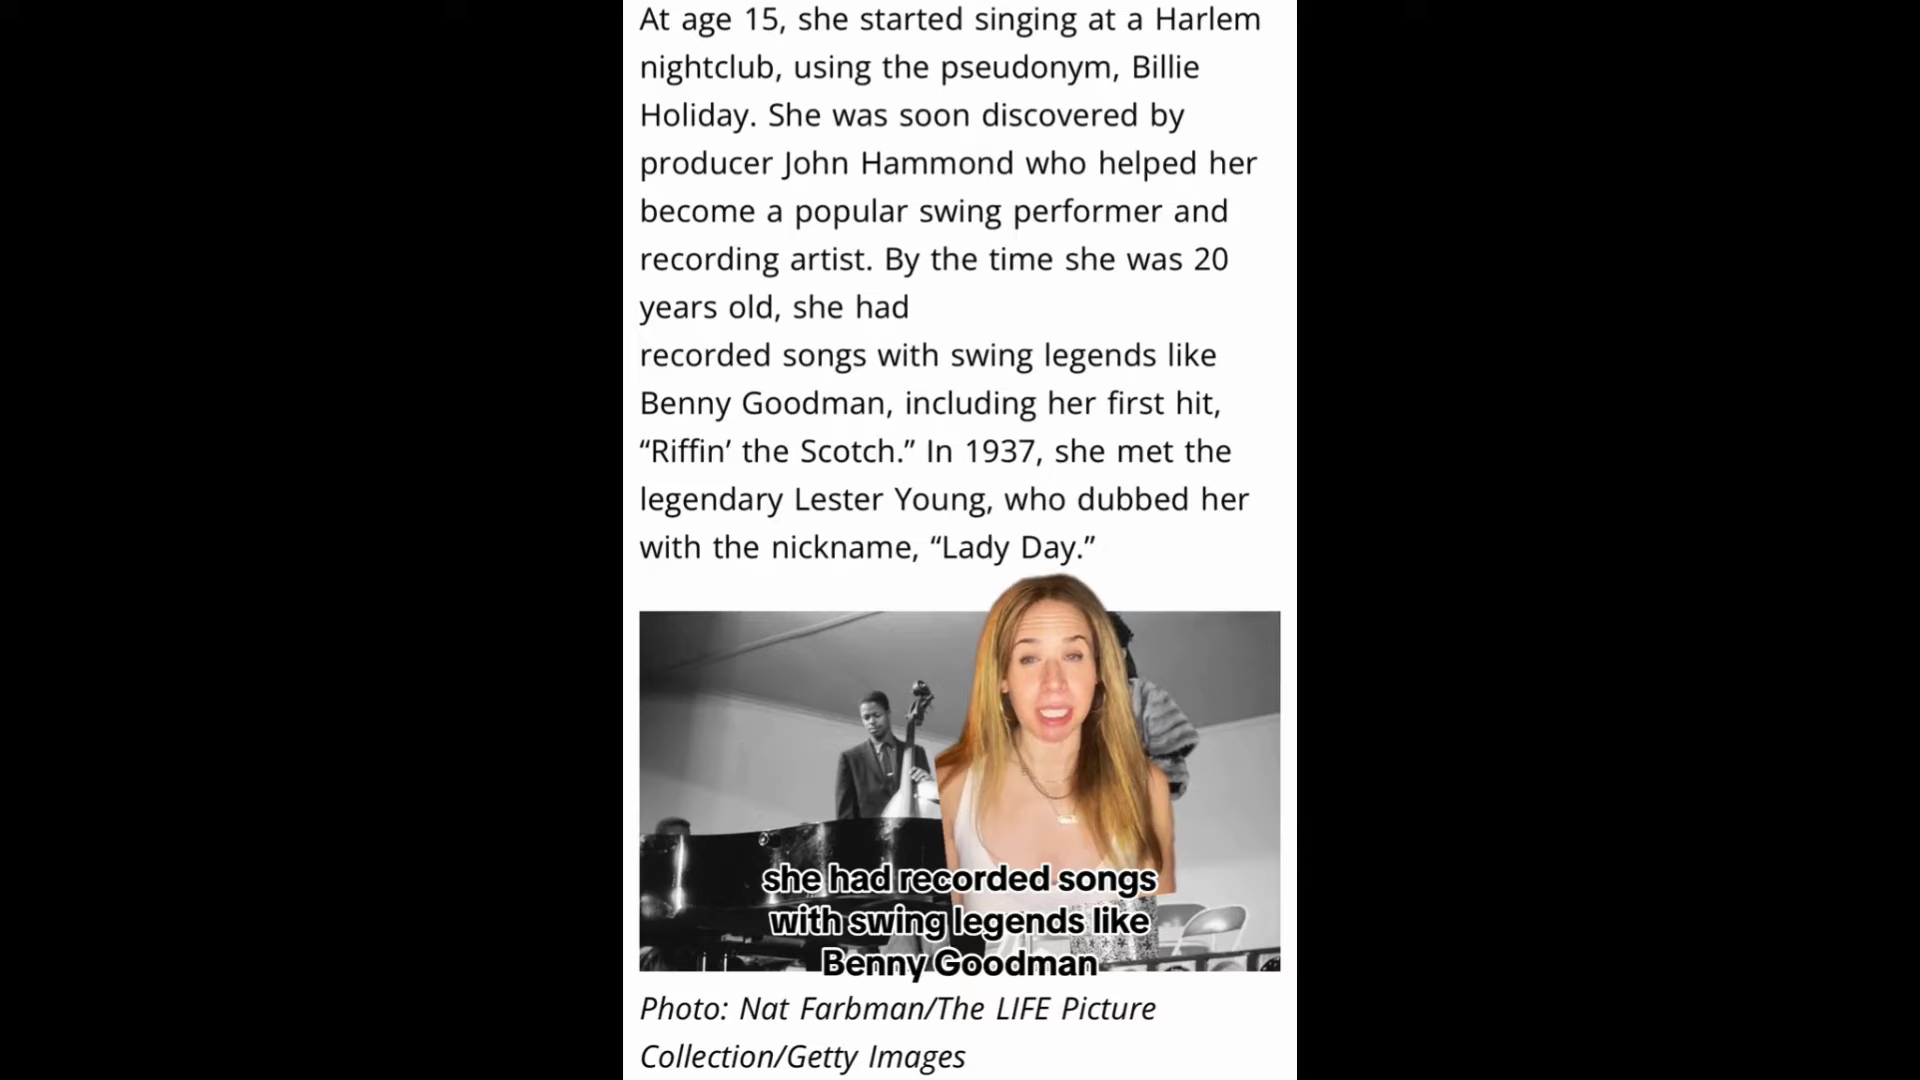 At age 15, she started singing at a Harlem
nightclub, using the pseudonym, Billie
Holiday. She was soon discovered by
producer John Hammond who helped her
become a popular swing performer and
recording artist. By the time she was 20
years old, she had
recorded songs with swing legends like
Benny Goodman, including her first hit,
“Riffin’ the Scotch.” In 1937, she met the
legendary Lester Young, who dubbed her
with the nickname, “Lady Day.”
she had recorded songs
with swing legends like
Benny Goodman
Photo: Nat Farbman/The LIFE Picture
Collection/Getty Images